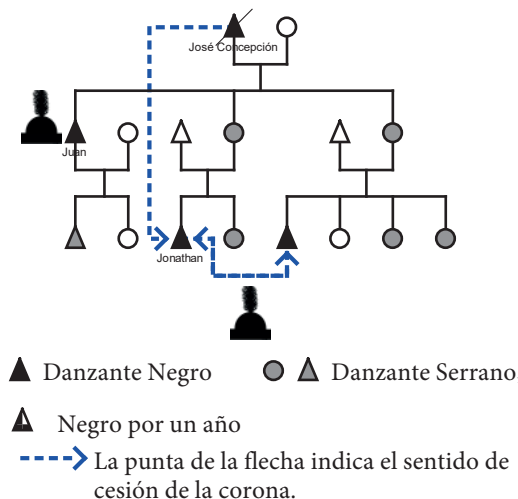 José Concepción
Juan
Jonathan
Danzante Negro
Danzante Serrano
Negro por un año
La punta de la flecha indica el sentido de
cesión de la corona.